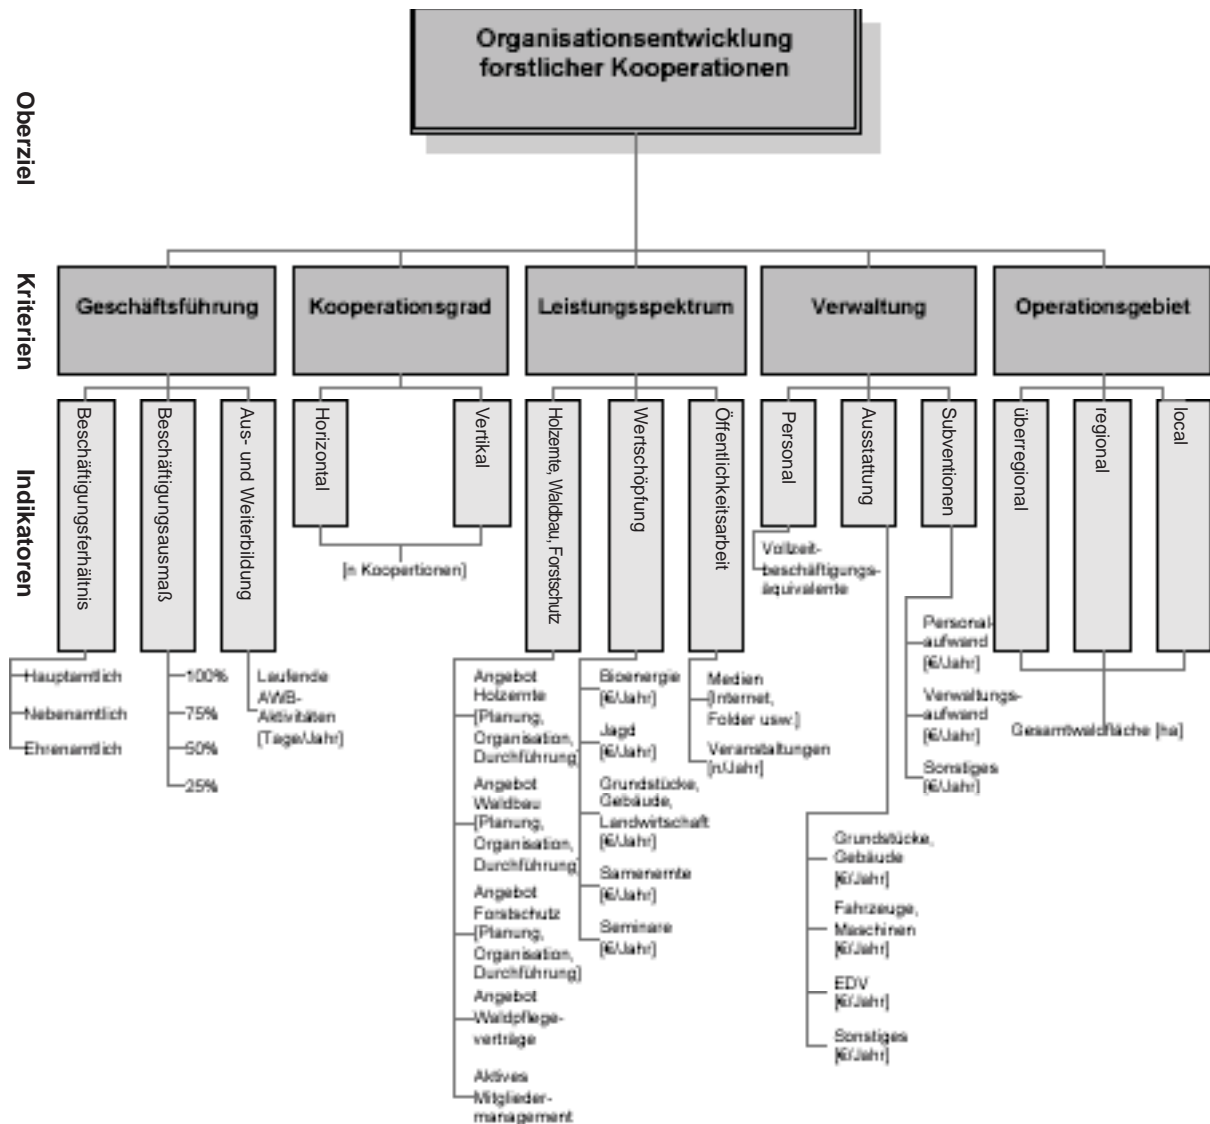 Organisationsentwicklung
forstlicher Kooperationen
Oberziel
Kriterien
Geschäftsführung
Kooperationsgrad
Leistungsspektrum
Verwaltung
Operationsgebiet
Indikatoren
Beschäftigungsferhältnis
Beschäftigungsausmaß
Aus- und Weiterbildung
Horizontal
Vertikal
Holzernte, Waldbau, Forstschutz
Wertschöpfung
Öffentlichkeitsarbeit
Personal
Ausstattung
Subventionen
überregional
regional
local
Hauptamtlich
Nebenamtlich
Ehrenamtlich
100%
75%
50%
25%
Laufende
AWB-
Aktivitäten
[Tage/Jahr]
[n Koopertionen]
Angebot
Holzernte
[Planung,
Organisation,
Durchführung]
Angebot
Waldbau
[Planung,
Organisation,
Durchführung]
Angebot
Forstschutz
[Planung,
Organisation,
Durchführung]
Angebot
Waldpflege-
verträge
Aktives
Mitglieder-
management
Bioenergie
[€/Jahr]
Jagd
[€/Jahr]
Grundstücke,
Gebäude,
Landwirtschaft
[€/Jahr]
Samenernte
[€/Jahr]
Seminare
[€/Jahr]
Medien
[Internet,
Folder usw.]
Veranstaltungen
[n/Jahr]
Vollzeit-
beschäftigungs-
äquivalente
Grundstücke,
Gebäude
[€/Jahr]
Fahrzeuge,
Maschinen
[€/Jahr]
EDV
[€/Jahr]
Sonstiges
[€/Jahr]
Personal-
aufwand
[€/Jahr]
Verwaltungs-
aufwand
[€/Jahr]
Sonstiges
[€/Jahr]
Gesamtwaldfläche [ha]